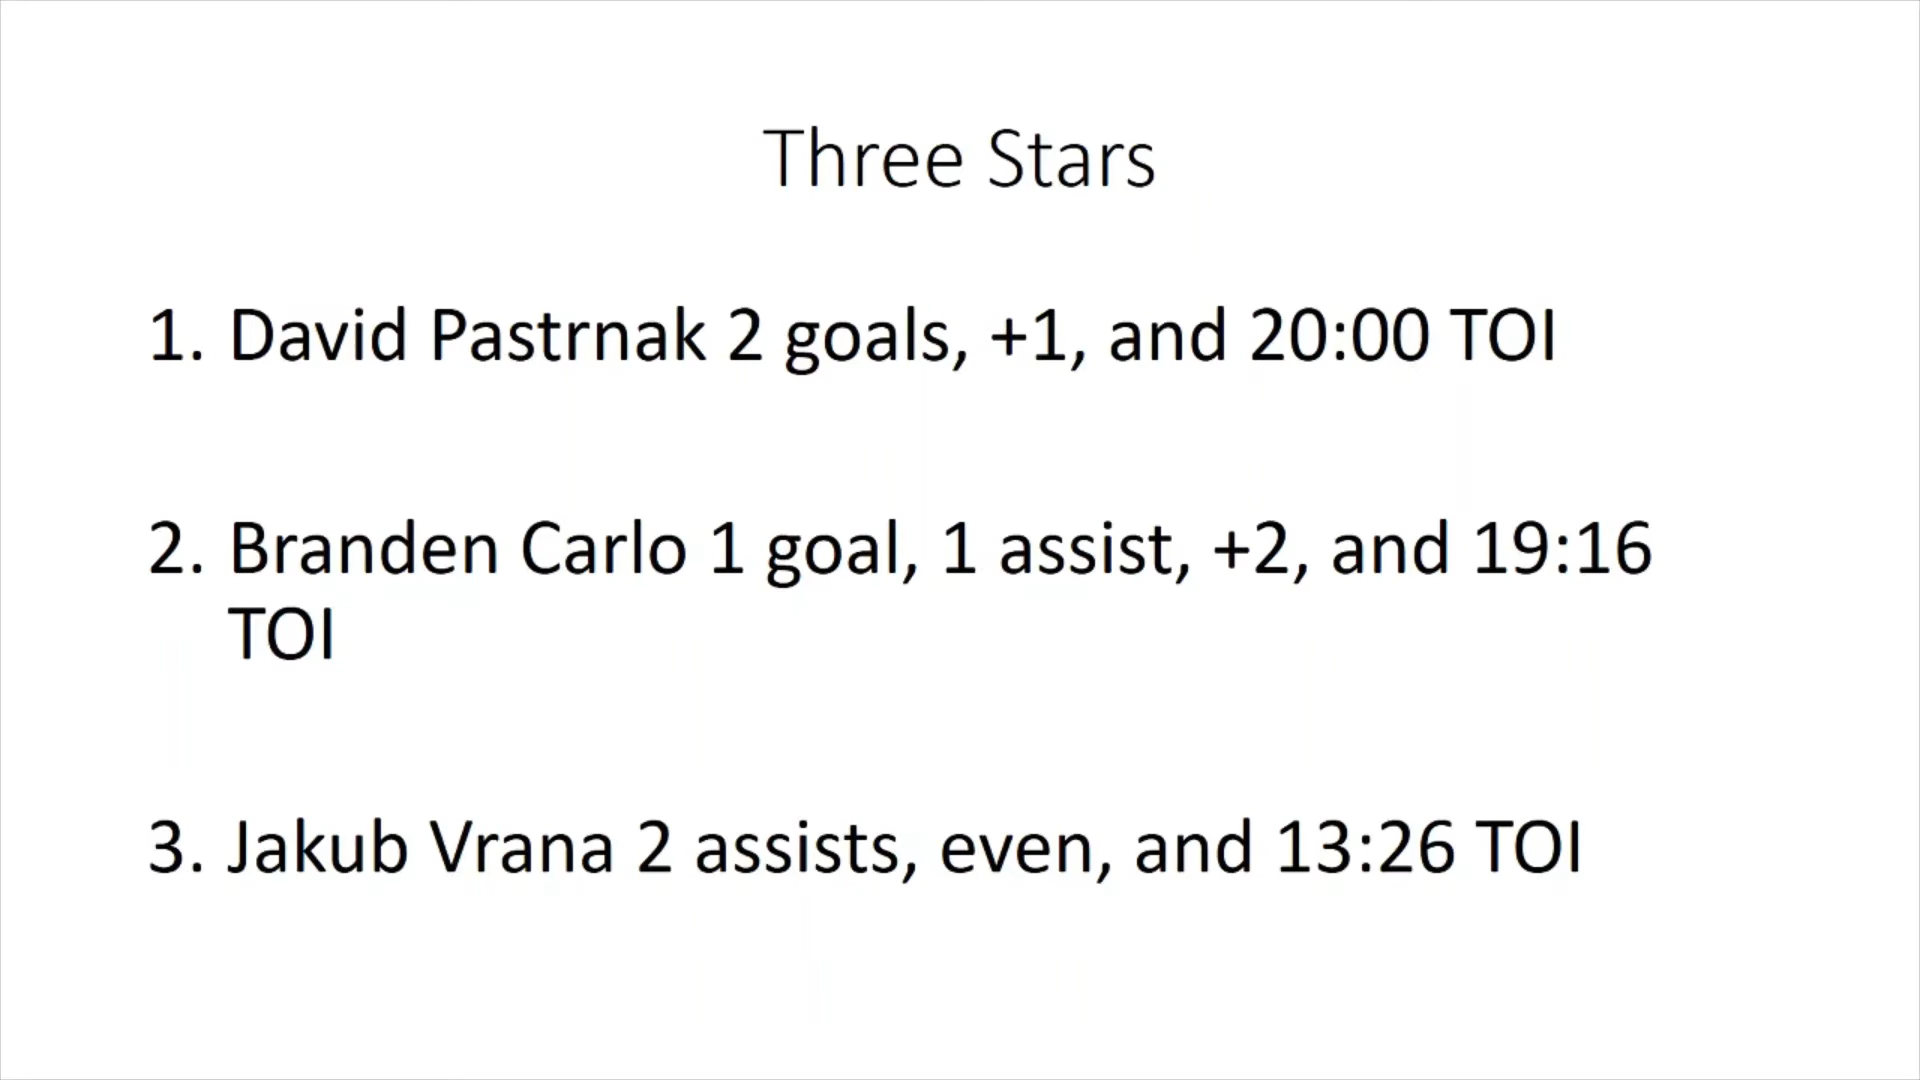 Three Stars
1. David Pastrnak 2 goals, +1, and 20:00 TOI
2. Branden Carlo 1 goal, 1 assist, +2, and 19:16
TOI
3. Jakub Vrana 2 assists, even, and 13:26 TOI